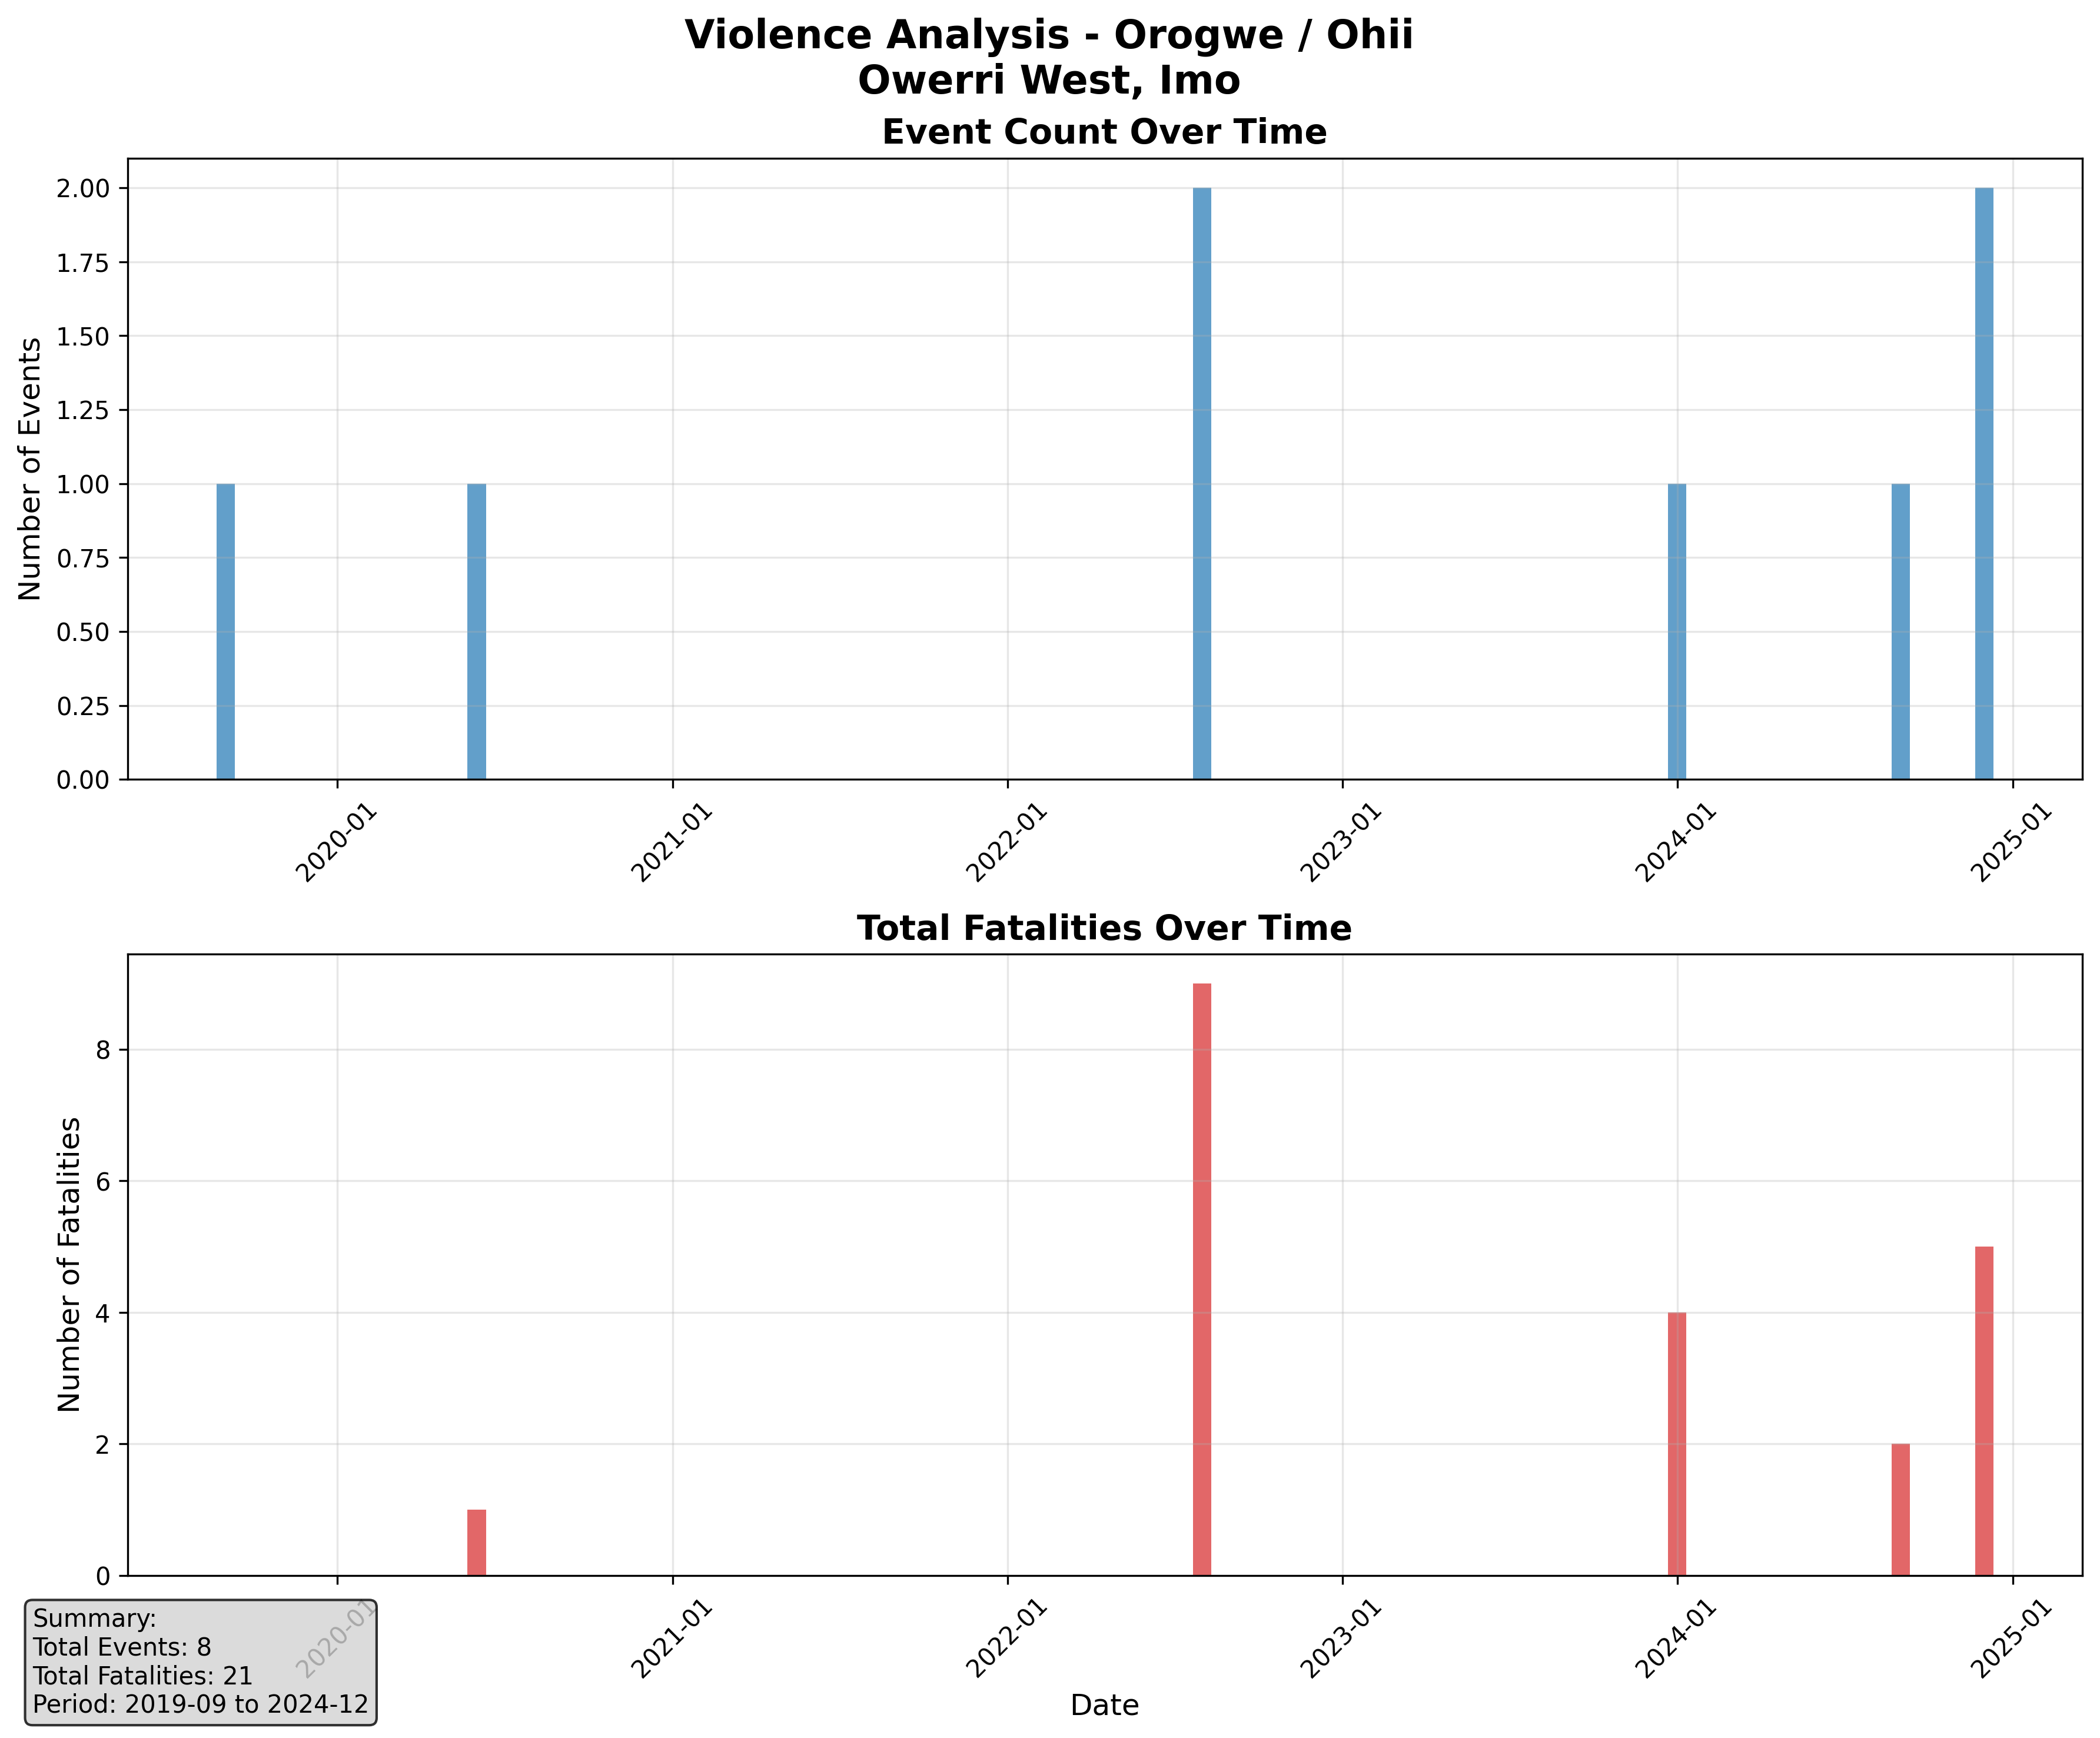 Violence Analysis - Orogwe / Ohii
Owerri West, Imo
Event Count Over Time
Number of Events
2.00
1.75
1.50
1.25
1.00
0.75
0.50
0.25
0.00
2020-01
2021-01
2022-01
2023-01
2024-01
2025-01
Total Fatalities Over Time
Number of Fatalities
8
6
4
2
0
2020-01
2021-01
2022-01
2023-01
2024-01
2025-01
Date
Summary:
Total Events: 8
Total Fatalities: 21
Period: 2019-09 to 2024-12